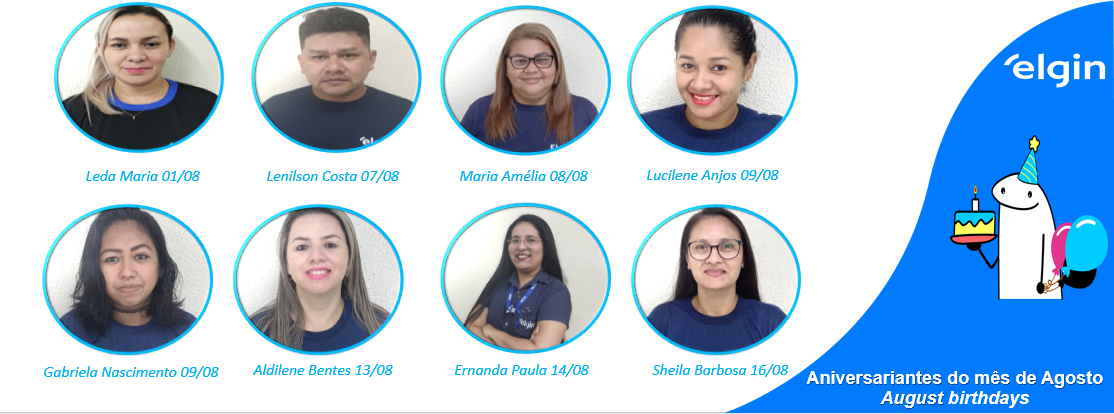 elgin
Leda Maria 01/08
Lenilson Costa 07/08
Maria Amélia 08/08
Lucilene Anjos 09/08
Gabriela Nascimento 09/08
Aldilene Bentes 13/08
Ernanda Paula 14/08
Sheila Barbosa 16/08
Aniversariantes do mês de Agosto
August birthdays